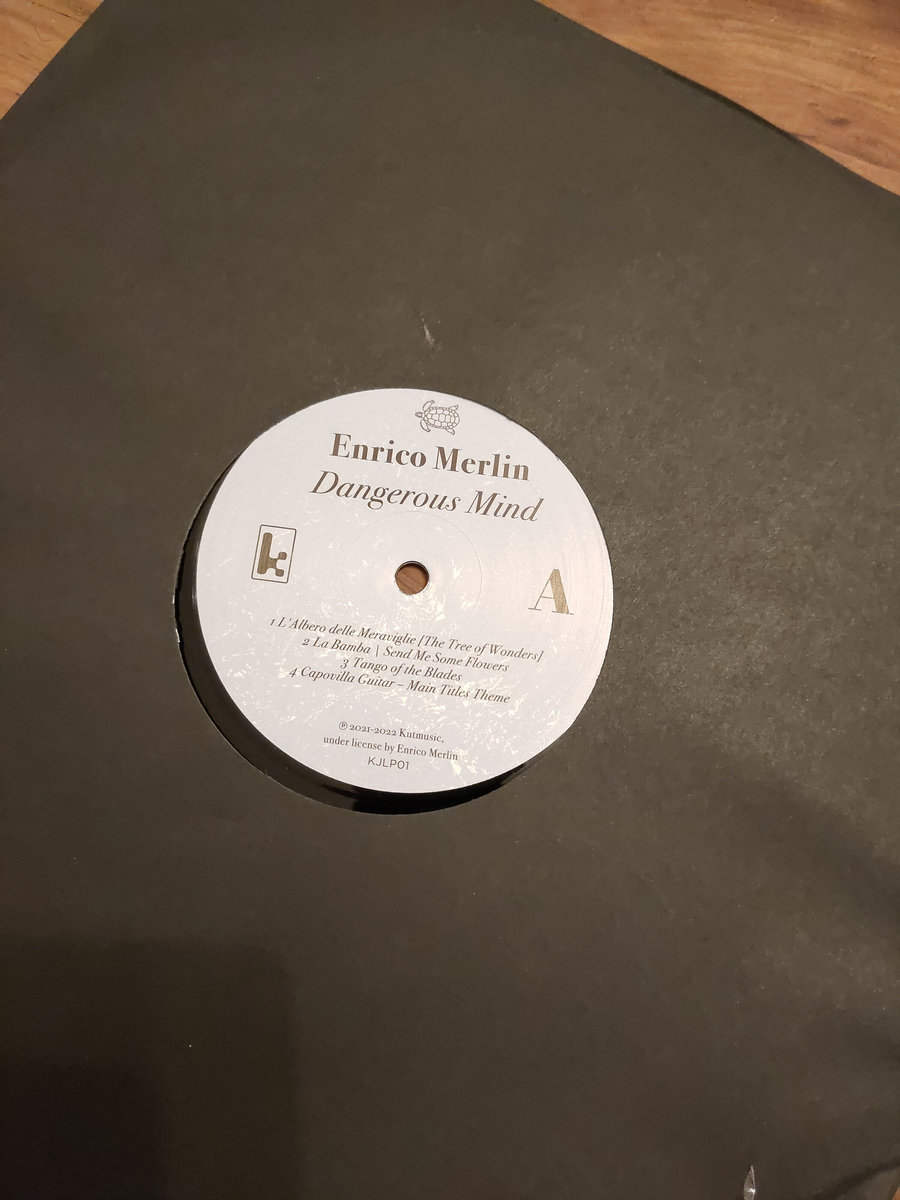 Enrico Merlin
Dangerous Mind
k
A
1 L'Albero delle Meraviglie [The Tree of Wonders]
2 La Bamba | Send Me Some Flowers
3 Tango of the Blades
4 Capovilla Guitar – Main Titles Theme
℗ 2021-2022 Kutmusic,
under license by Enrico Merlin
KJLP01